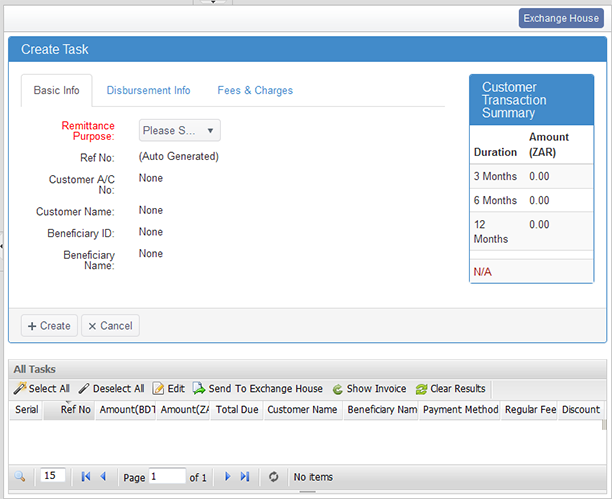 Exchange House
Create Task
Basic Info Disbursement Info Fees & Charges
Remittance
Purpose:
Please S...
Ref No: (Auto Generated)
Customer A/C
No:
None
Customer Name: None
Beneficiary ID: None
Beneficiary
Name:
None
Customer
Transaction
Summary
Duration
Amount
(ZAR)
3 Months 0.00
6 Months 0.00
12
Months
0.00
N/A
Create Cancel
All Tasks
Select All Deselect All Edit Send To Exchange House Show Invoice Clear Results
Serial Ref No Amount(BDT Amount(ZA Total Due Customer Name Beneficiary Nam Payment Method Regular Fee Discount
15 Page 1 of 1 No items